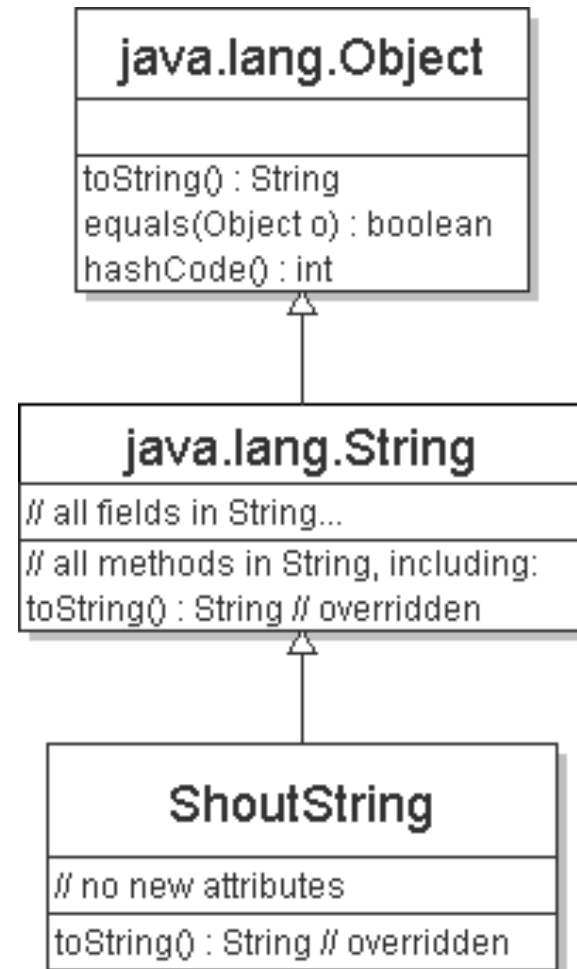 java.lang.Object
toString() : String
equals(Object o) : boolean
hashCode() : int
java.lang.String
// all fields in String...
// all methods in String, including:
toString() : String // overridden
ShoutString
// no new attributes
toString() : String // overridden